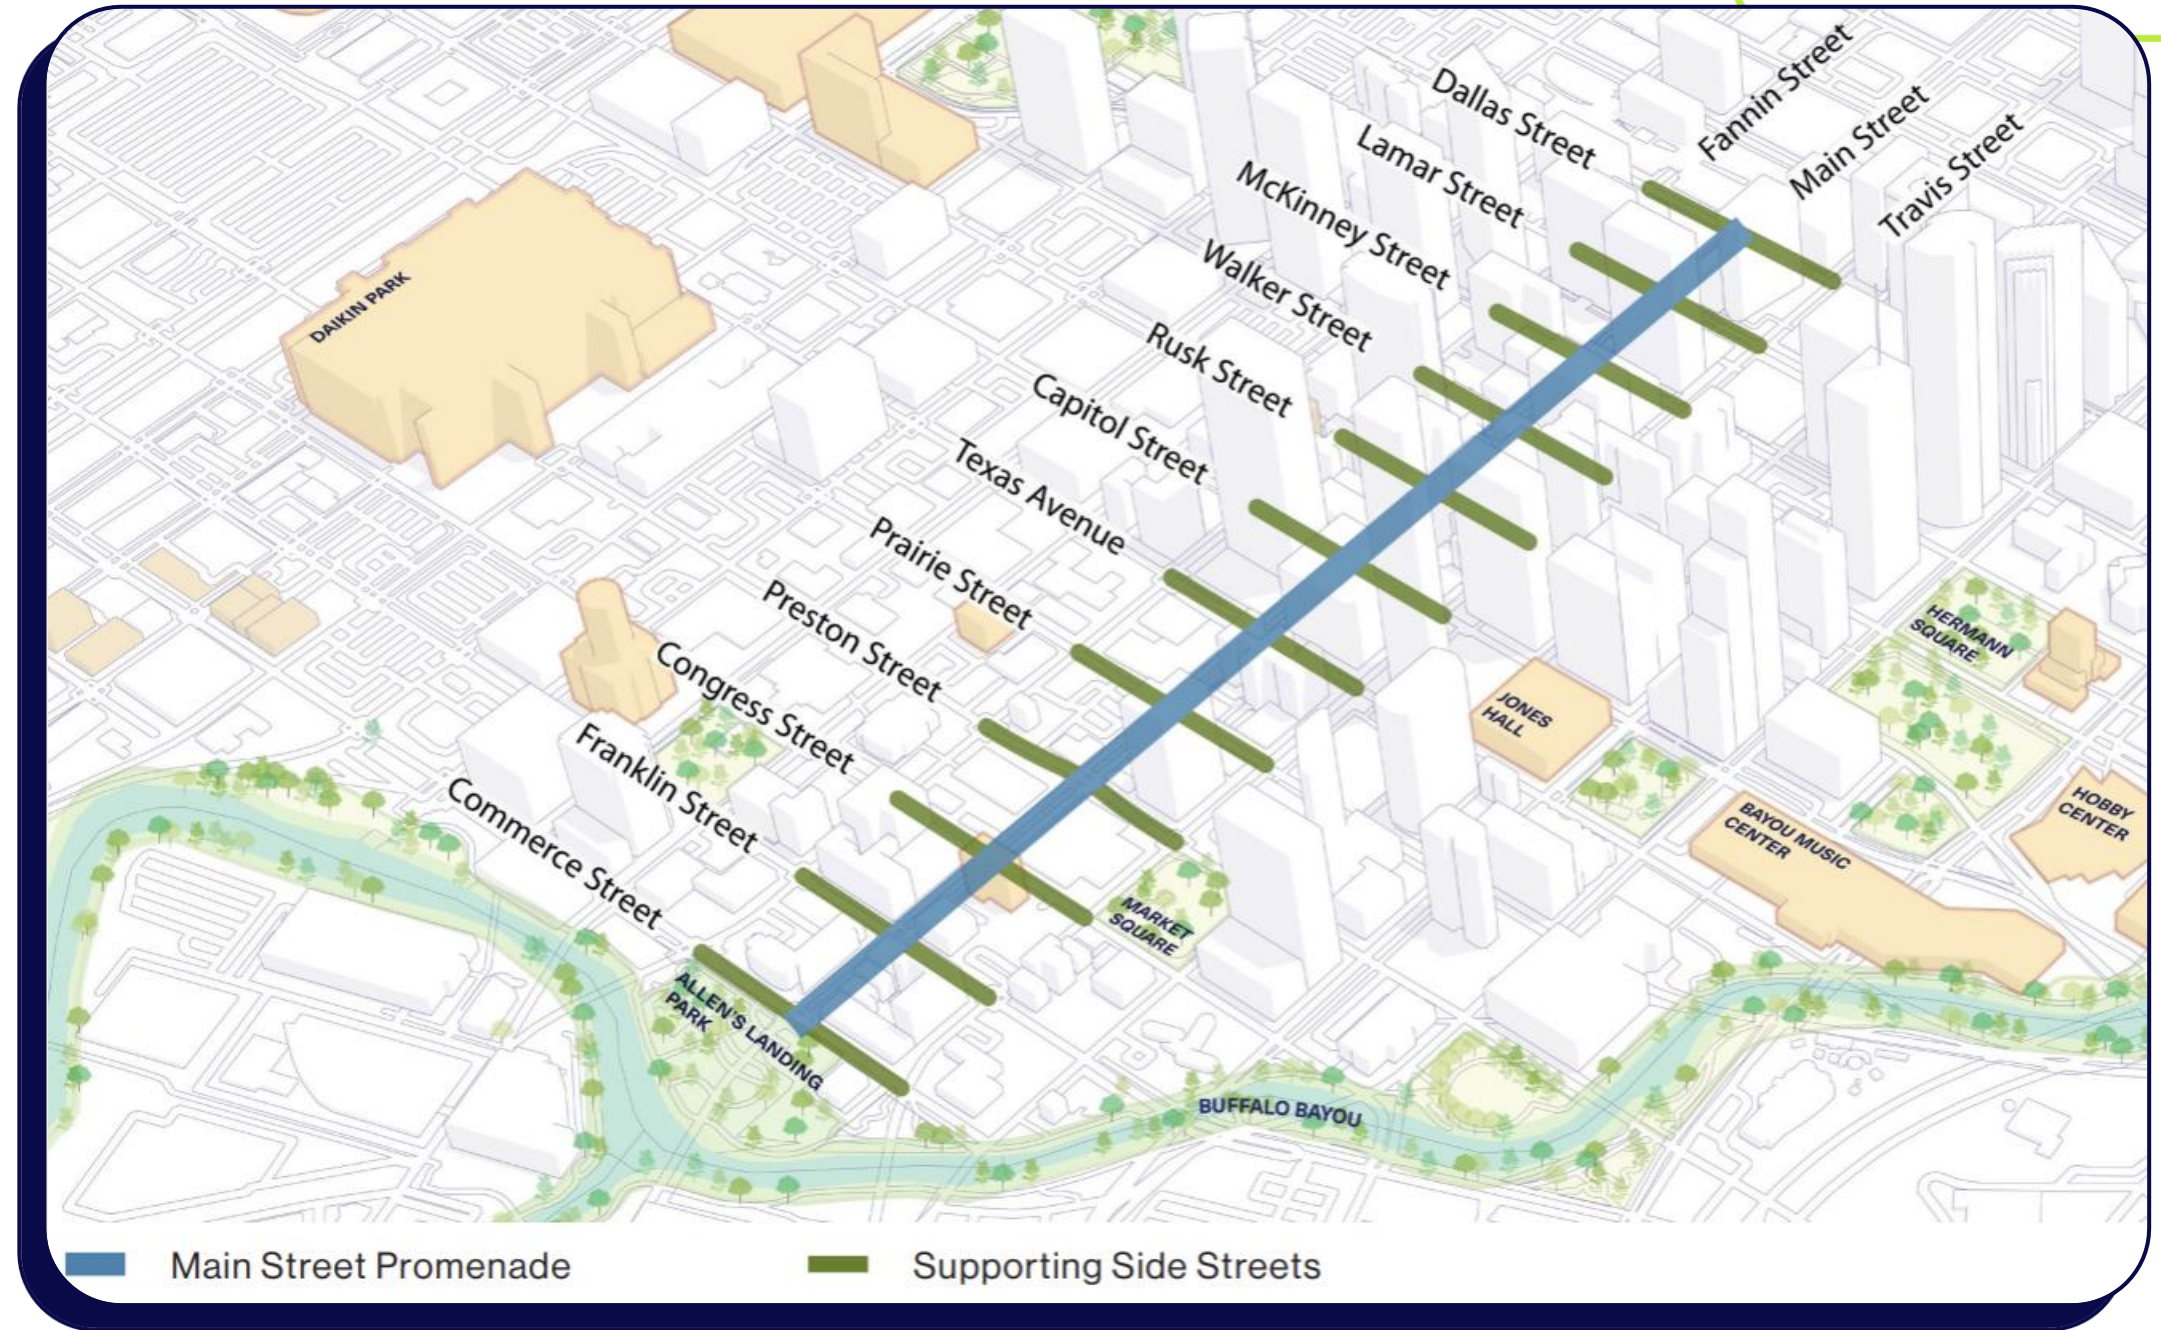 Fannin Street
Main Street
Travis Street
Dallas Street
Lamar Street
McKinney Street
Walker Street
Rusk Street
Capitol Street
Texas Avenue
Prairie Street
Preston Street
Congress Street
Franklin Street
Commerce Street
DAIKIN PARK
HERMANN
SQUARE
JONES
HALL
BAYOU MUSIC
CENTER
HOBBY
CENTER
MARKET
SQUARE
ALLEN'S LANDING
PARK
BUFFALO BAYOU
Main Street Promenade
Supporting Side Streets